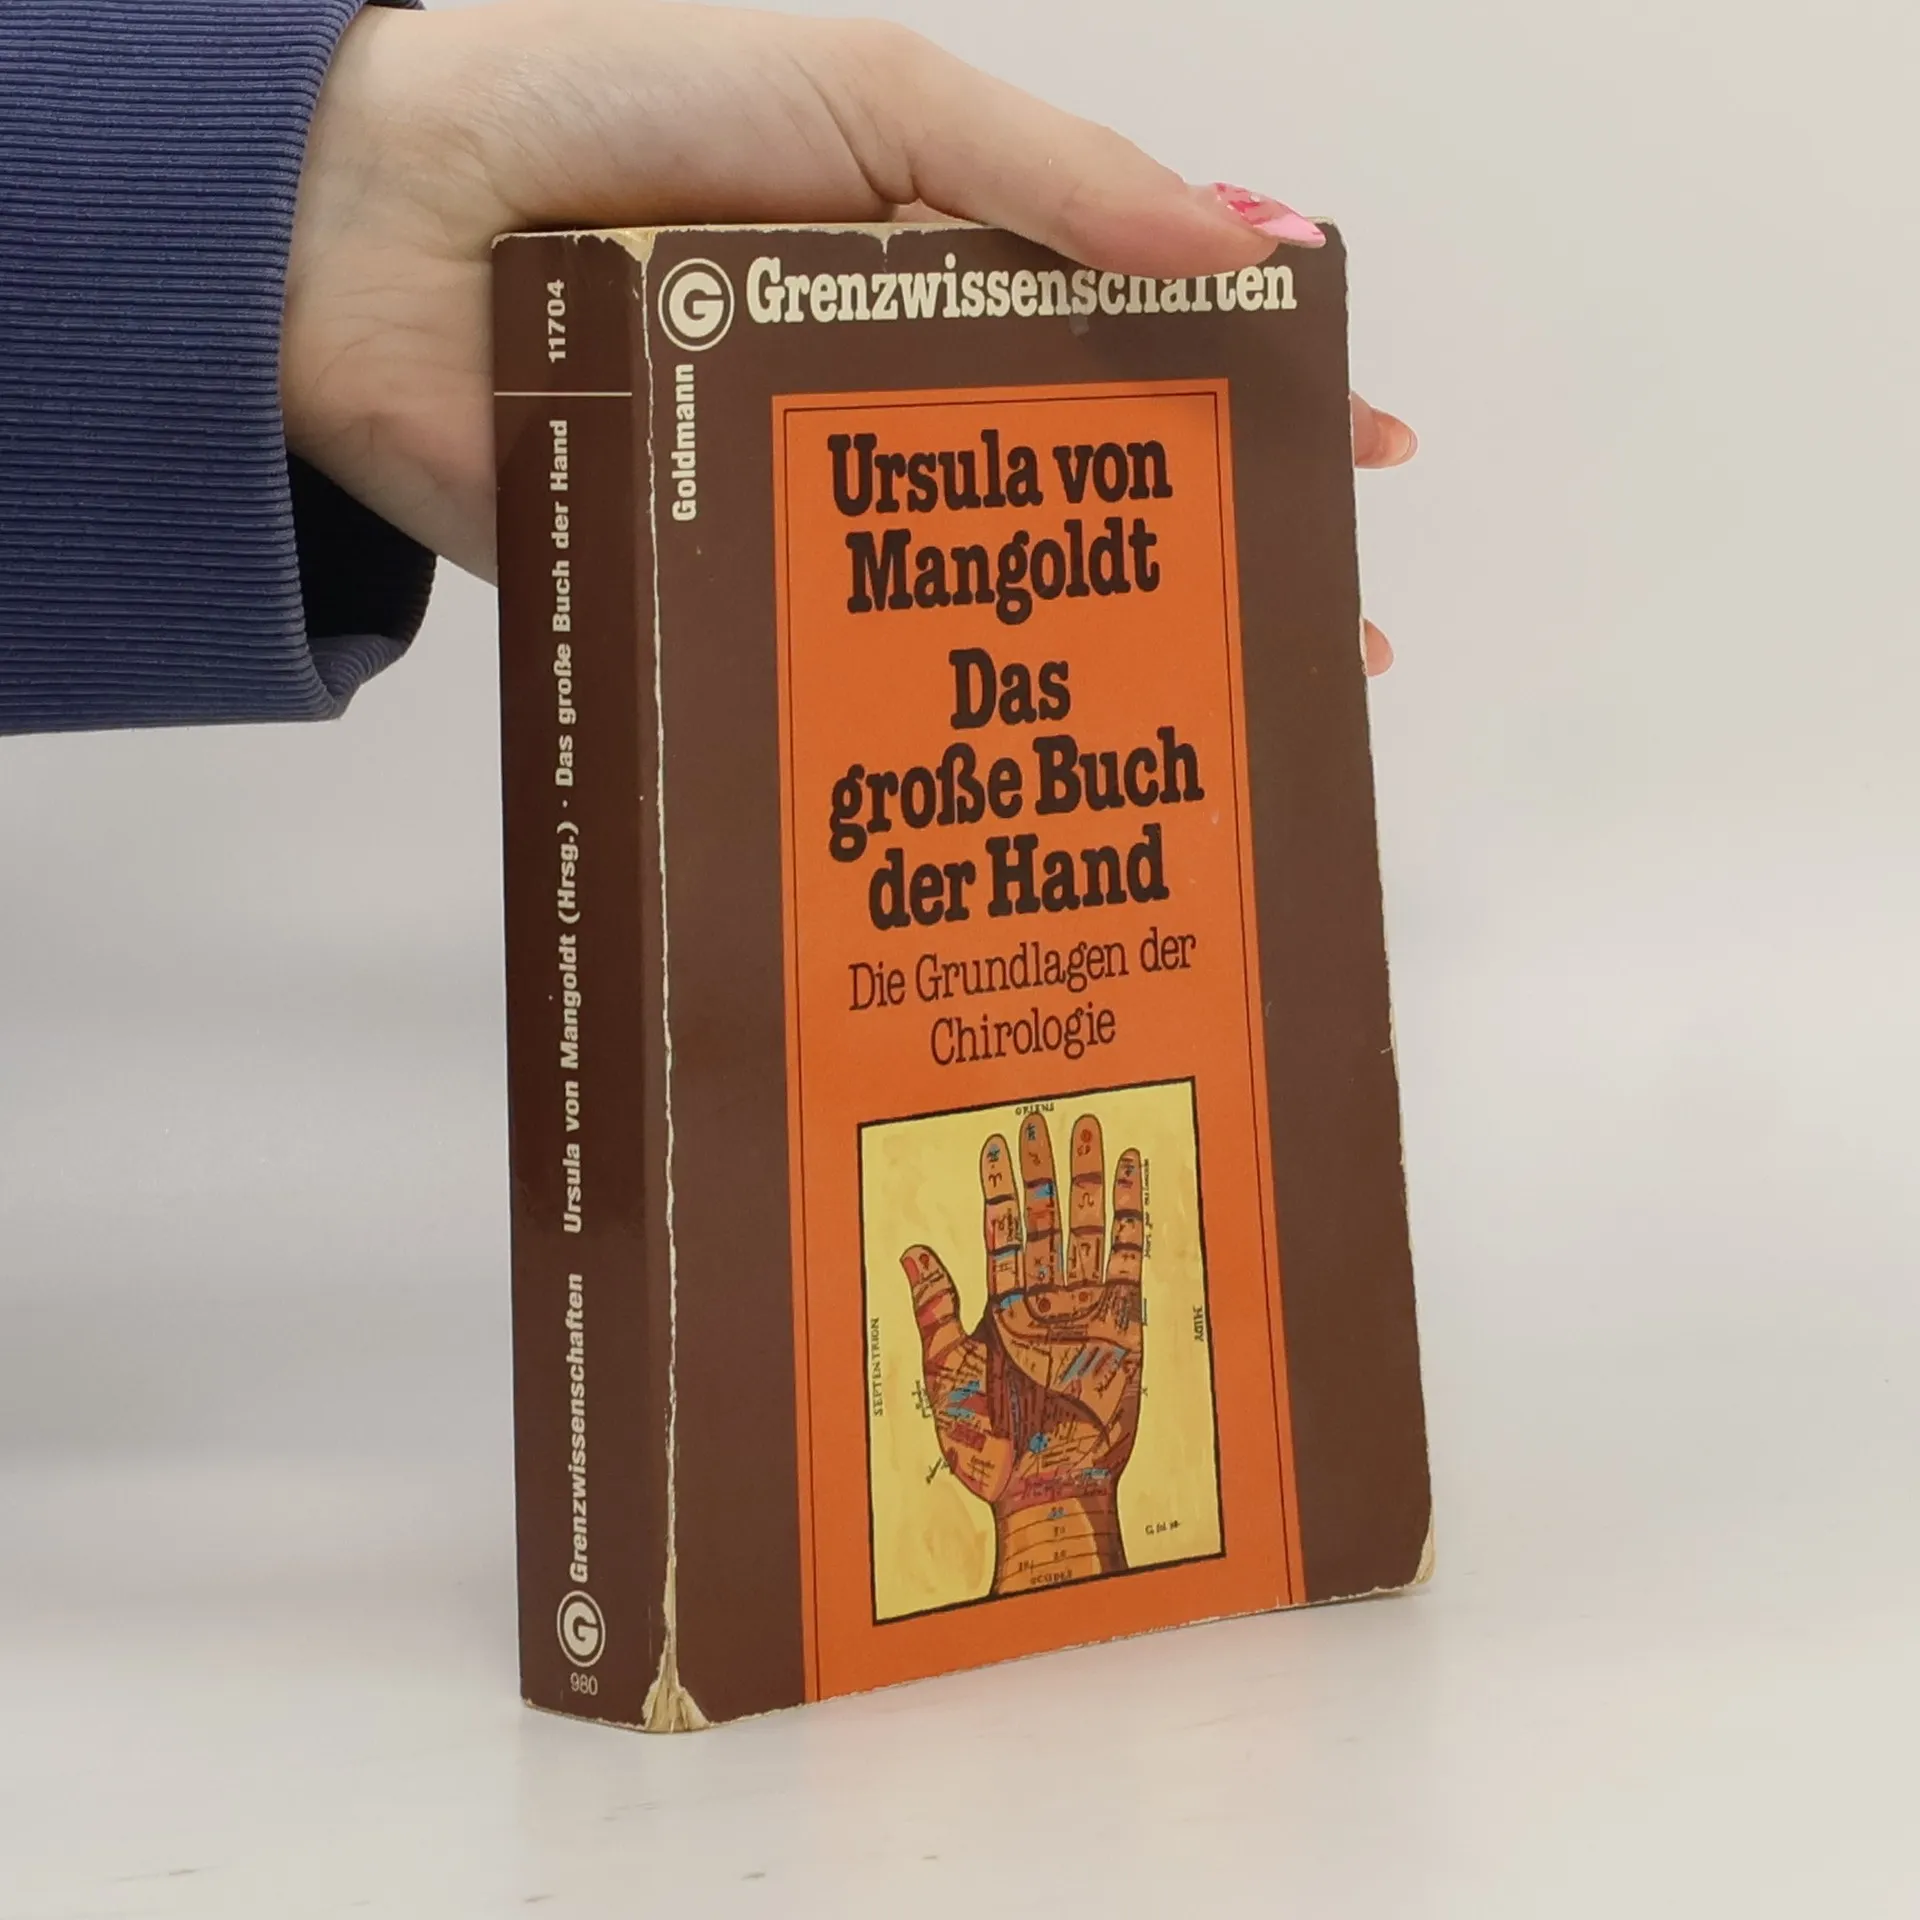 11704
Ursula von Mangoldt (Hrsg.) · Das große Buch der Hand
Grenzwissenschaften
G
980
G Grenzwissenschaften
Goldmann
Ursula von
Mangoldt
Das
große Buch
der Hand
Die Grundlagen der
Chirologie
ORIENS
SEPTENTRION
MIDY